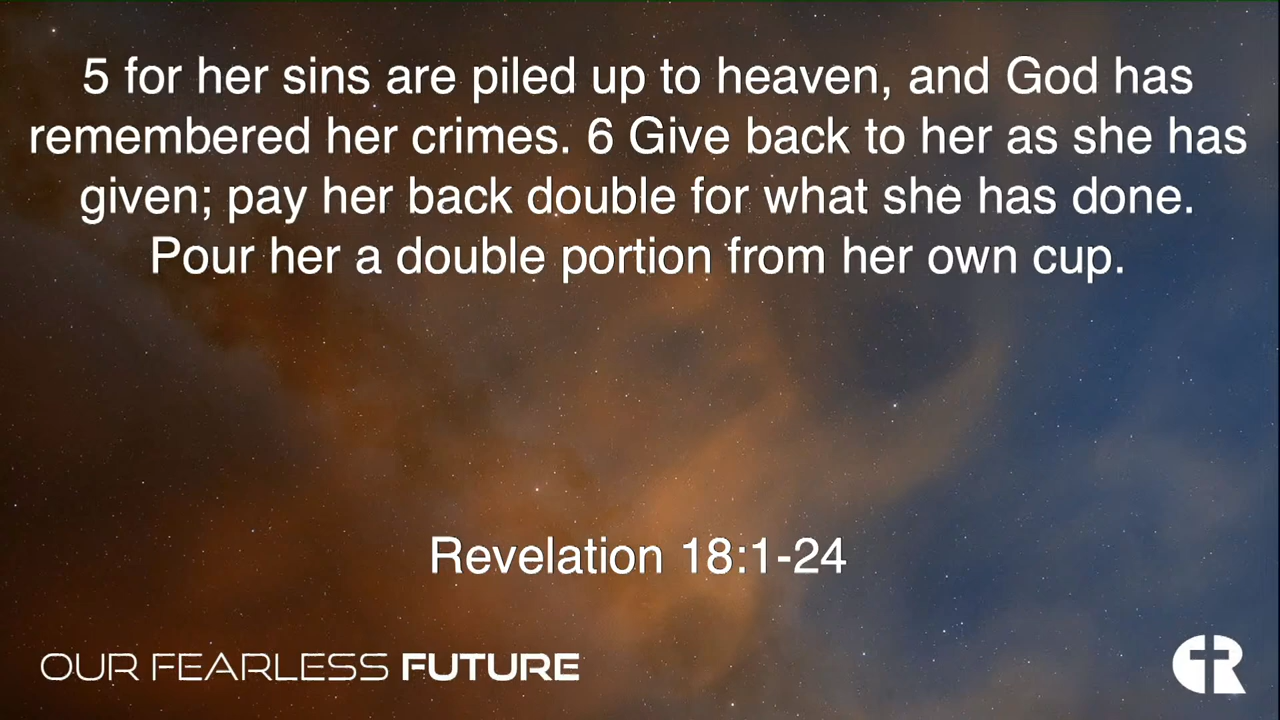 5 for her sins are piled up to heaven, and God has
remembered her crimes. 6 Give back to her as she has
given; pay her back double for what she has done.
Pour her a double portion from her own cup.
Revelation 18:1-24
OUR FEARLESS FUTURE
CR